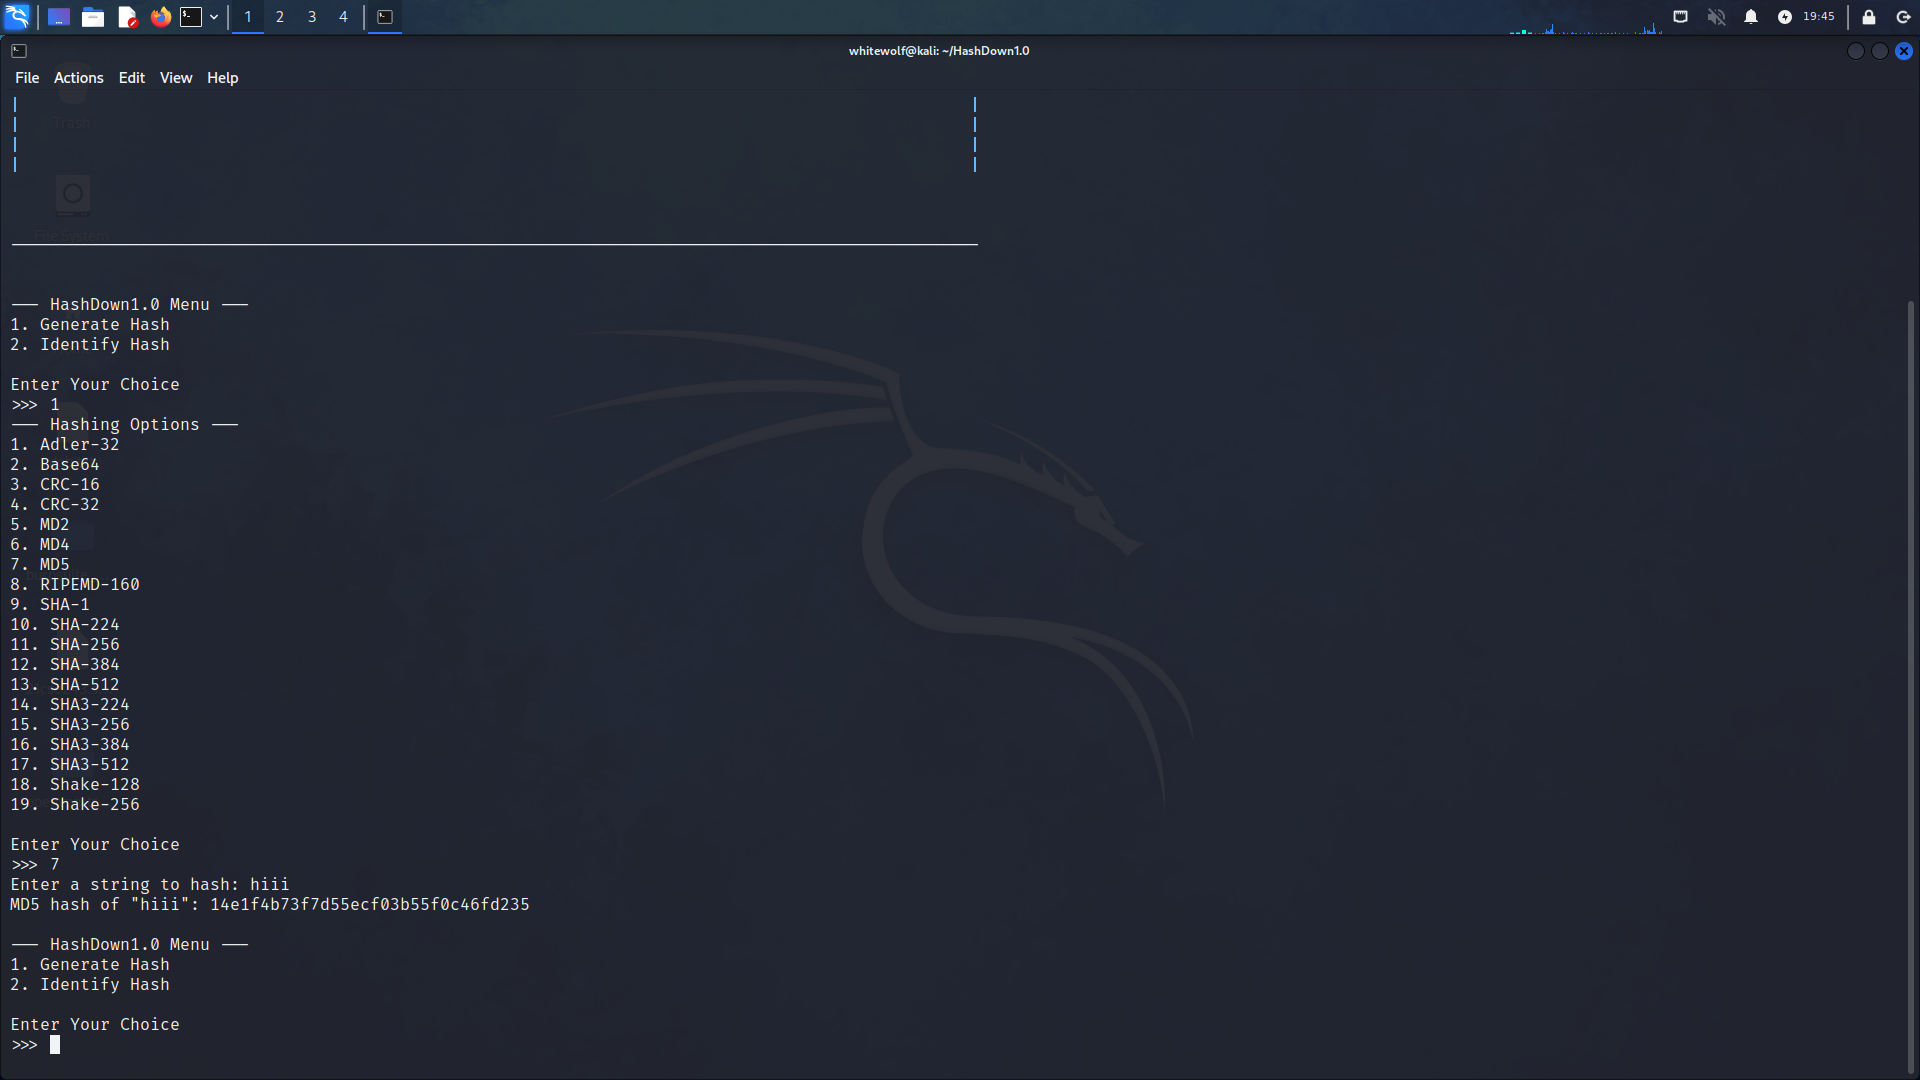 1 2 3 4
19:45
whitewolf@kali: ~/HashDown1.0
File Actions Edit View Help
Trash
File System
--- HashDown1.0 Menu ---
1. Generate Hash
2. Identify Hash
Enter Your Choice
>>> 1
--- Hashing Options ---
1. Adler-32
2. Base64
3. CRC-16
4. CRC-32
5. MD2
6. MD4
7. MD5
8. RIPEMD-160
9. SHA-1
10. SHA-224
11. SHA-256
12. SHA-384
13. SHA-512
14. SHA3-224
15. SHA3-256
16. SHA3-384
17. SHA3-512
18. Shake-128
19. Shake-256
Enter Your Choice
>>> 7
Enter a string to hash: hiii
MD5 hash of "hiii": 14e1f4b73f7d55ecf03b55f0c46fd235
--- HashDown1.0 Menu ---
1. Generate Hash
2. Identify Hash
Enter Your Choice
>>>